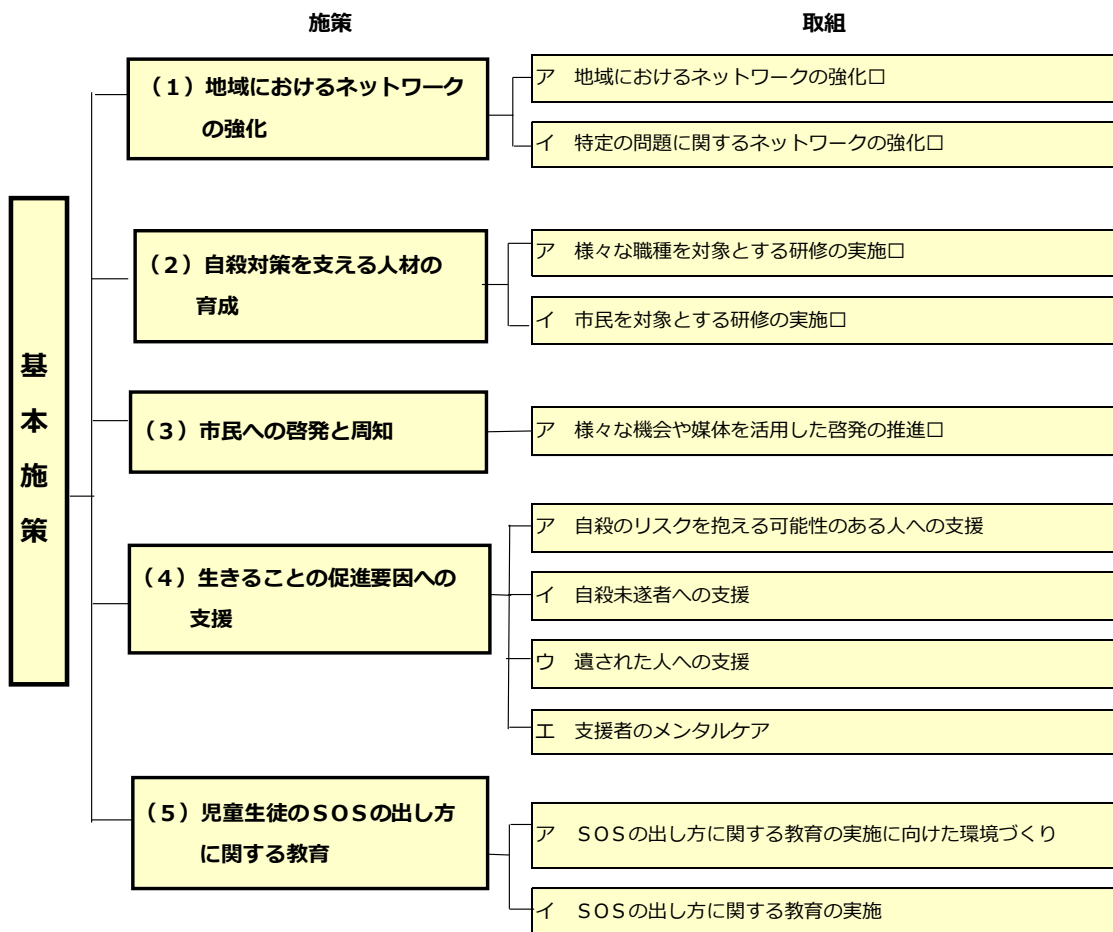 施策
取組
基本施策
（１）地域におけるネットワーク
の強化
ア　地域におけるネットワークの強化□
イ　特定の問題に関するネットワークの強化□
（２）自殺対策を支える人材の
育成
ア　様々な職種を対象とする研修の実施□
イ　市民を対象とする研修の実施□
（３）市民への啓発と周知
ア　様々な機会や媒体を活用した啓発の推進□
（４）生きることの促進要因への
支援
ア　自殺のリスクを抱える可能性のある人への支援
イ　自殺未遂者への支援
ウ　遺された人への支援
エ　支援者のメンタルケア
（５）児童生徒のＳＯＳの出し方
に関する教育
ア　ＳＯＳの出し方に関する教育の実施に向けた環境づくり
イ　ＳＯＳの出し方に関する教育の実施